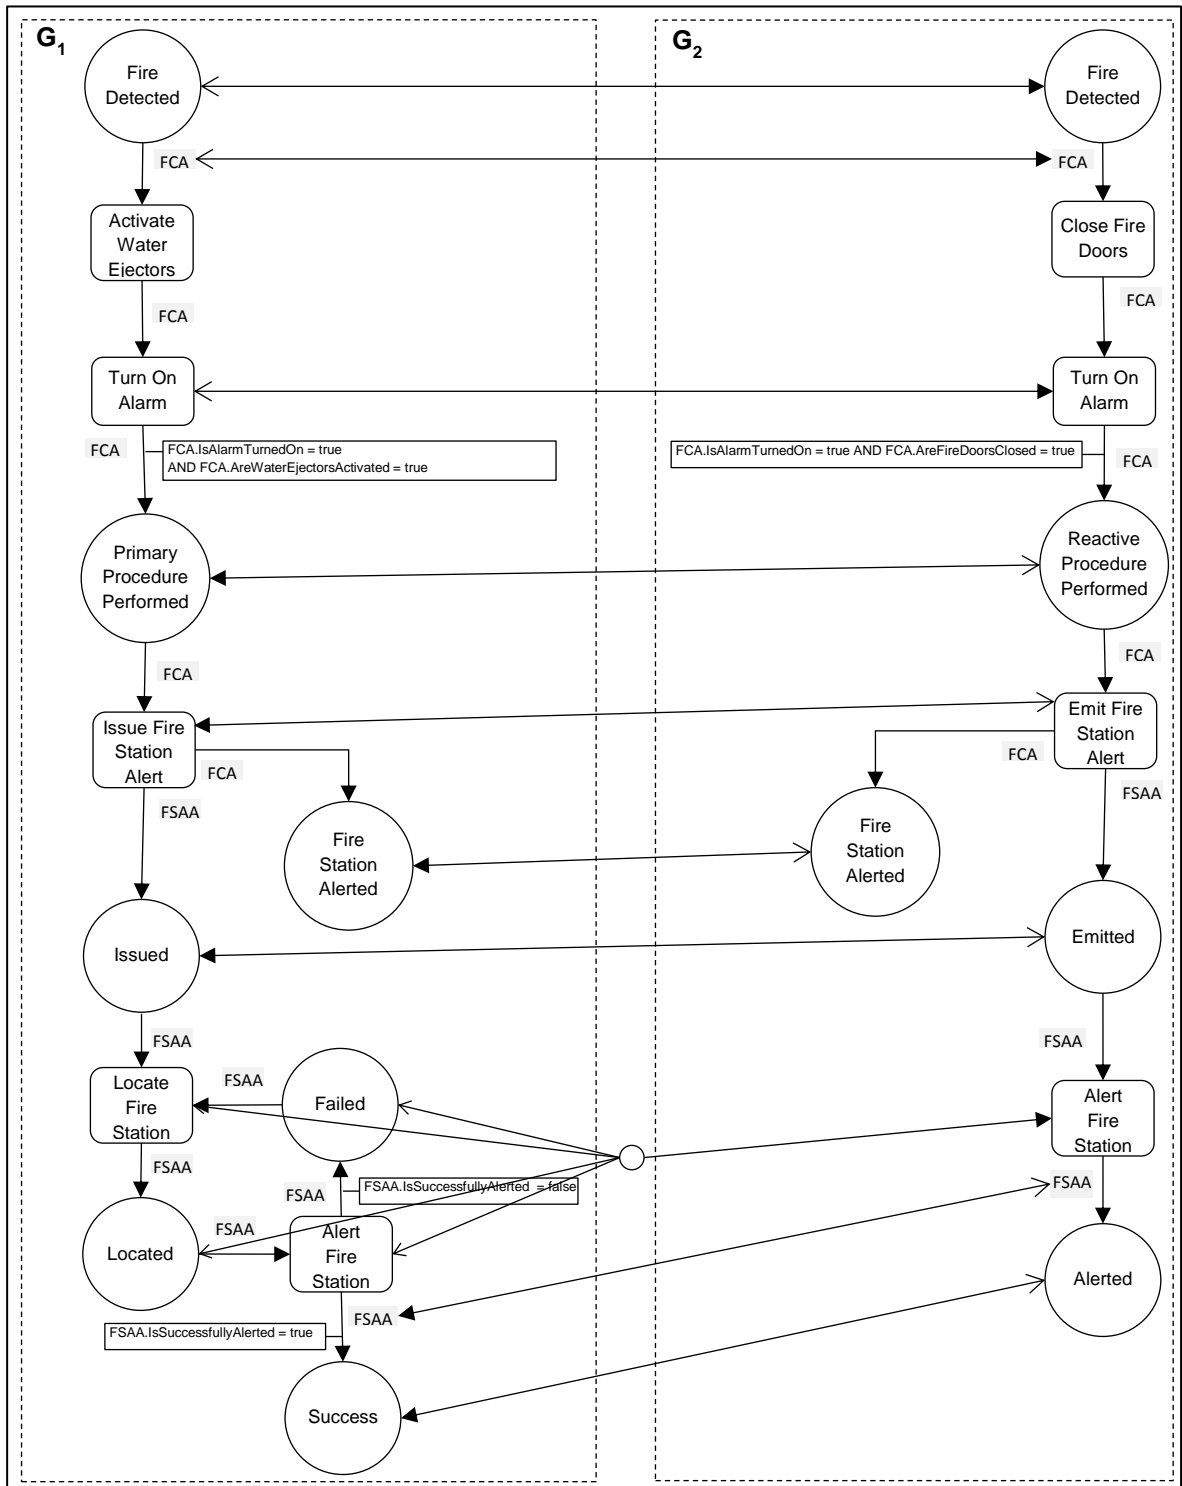 G1
G2
Fire
Detected
Fire
Detected
FCA
FCA
Activate
Water
Ejectors
Close Fire
Doors
FCA
FCA
Turn On
Alarm
Turn On
Alarm
FCA
FCA.IsAlarmTurnedOn = true
AND FCA.AreWaterEjectorsActivated = true
FCA.IsAlarmTurnedOn = true AND FCA.AreFireDoorsClosed = true
Primary
Procedure
Performed
Reactive
Procedure
Performed
FCA
FCA
Issue Fire
Station
Alert
Emit Fire
Station
Alert
FCA
FCA
FSAA
FSAA
Fire
Station
Alerted
Fire
Station
Alerted
Issued
Emitted
FSAA
FSAA
Locate
Fire
Station
FSAA
Failed
Alert
Fire
Station
FSAA
FSAA
FSAA.IsSuccessfullyAlerted = false
FSAA
Located
FSAA
Alert
Fire
Station
Alerted
FSAA
FSAA.IsSuccessfullyAlerted = true
Success